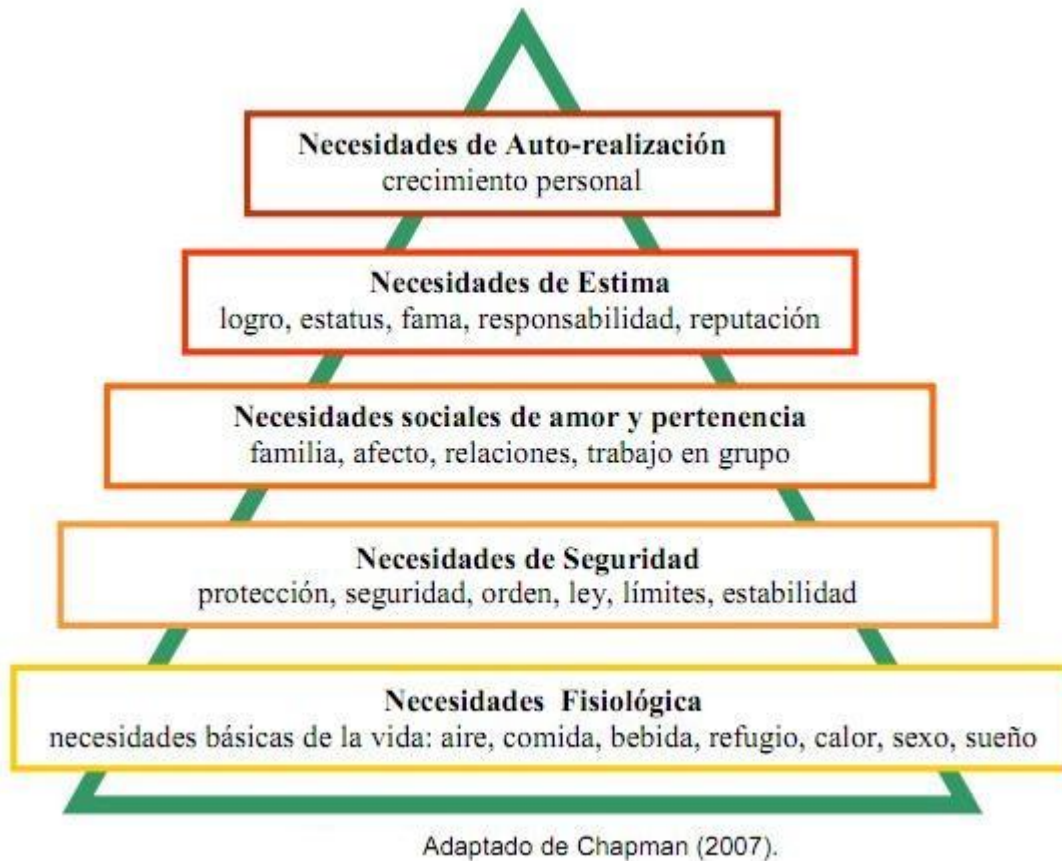 Necesidades de Auto-realización
crecimiento personal
Necesidades de Estima
logro, estatus, fama, responsabilidad, reputación
Necesidades sociales de amor y pertenencia
familia, afecto, relaciones, trabajo en grupo
Necesidades de Seguridad
protección, seguridad, orden, ley, límites, estabilidad
Necesidades Fisiológica
necesidades básicas de la vida: aire, comida, bebida, refugio, calor, sexo, sueño
Adaptado de Chapman (2007).